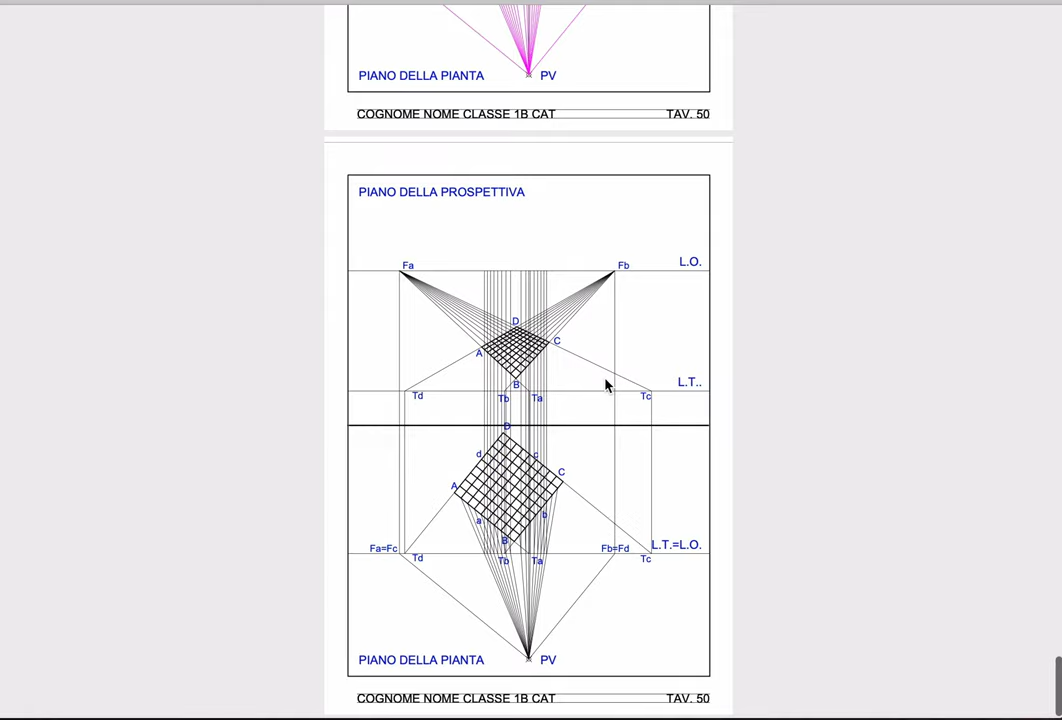 PIANO DELLA PIANTA PV
COGNOME NOME CLASSE 1B CAT TAV. 50
PIANO DELLA PROSPETTIVA
Fa Fb L.O.
D
A C
B L.T..
Td Tb Ta Tc
D
d c
A C
a b
B
Fa=Fc Fb=Fd L.T.=L.O.
Td Tb Ta Tc
PIANO DELLA PIANTA PV
COGNOME NOME CLASSE 1B CAT TAV. 50